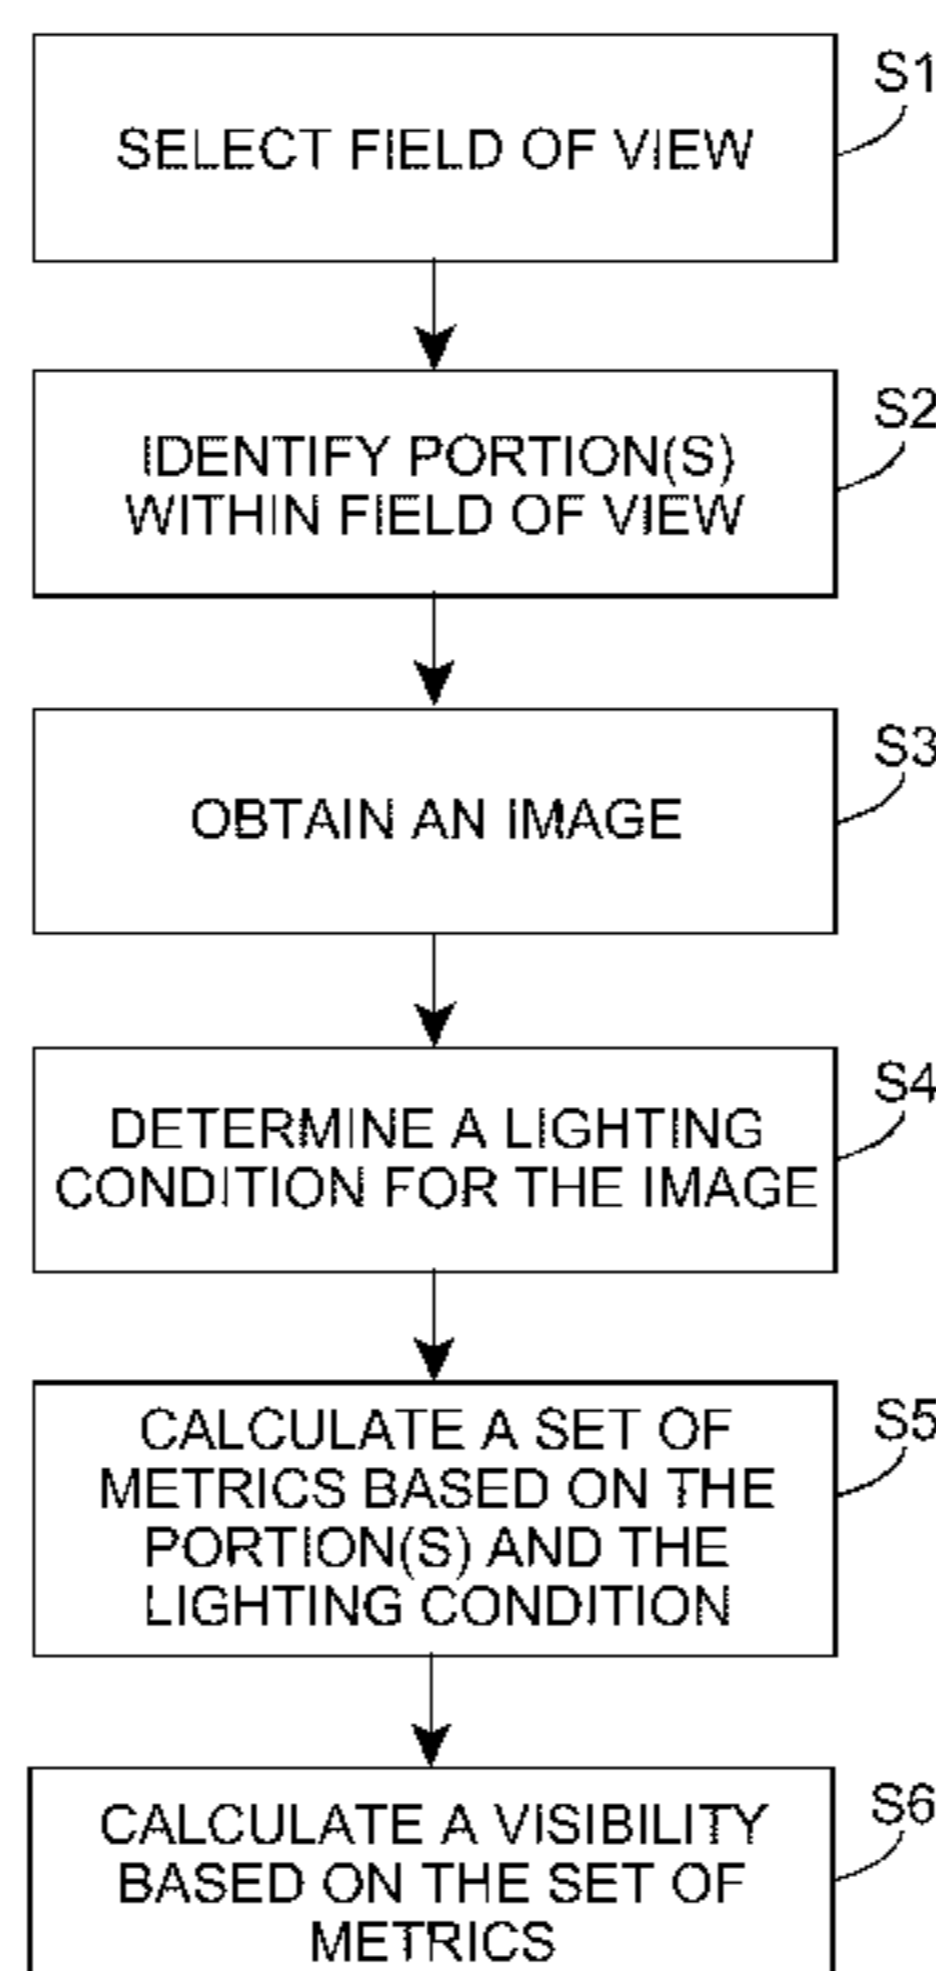 S1
SELECT FIELD OF VIEW
S2
IDENTIFY PORTION(S)
WITHIN FIELD OF VIEW
S3
OBTAIN AN IMAGE
S4
DETERMINE A LIGHTING
CONDITION FOR THE IMAGE
S5
CALCULATE A SET OF
METRICS BASED ON THE
PORTION(S) AND THE
LIGHTING CONDITION
S6
CALCULATE A VISIBILITY
BASED ON THE SET OF
METRICS